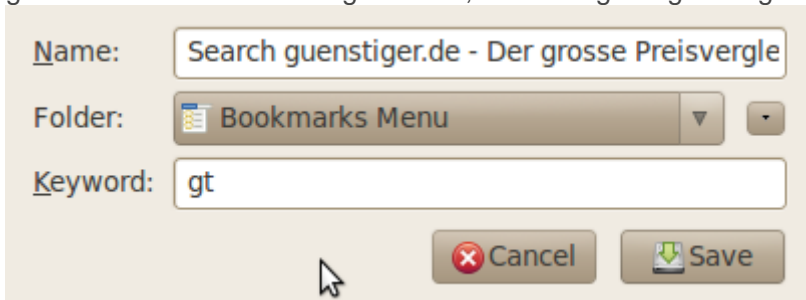 Name: Search guenstiger.de - Der grosse Preisvergle
Folder: Bookmarks Menu
Keyword: gt
Cancel Save